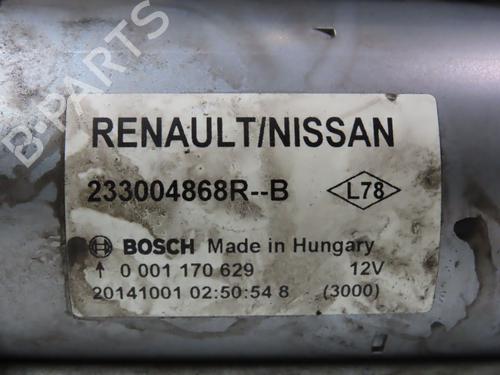 B-PARTS
RENAULT/NISSAN
233004868R--B
L78
BOSCH Made in Hungary
0 001 170 629 12V
20141001 02:50:54 8 (3000)